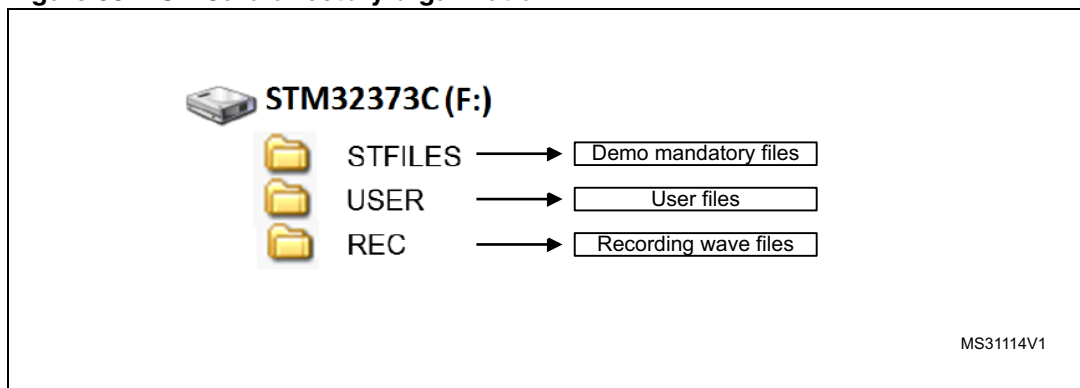 STM32373C (F:)
STFILES Demo mandatory files
USER User files
REC Recording wave files
MS31114V1